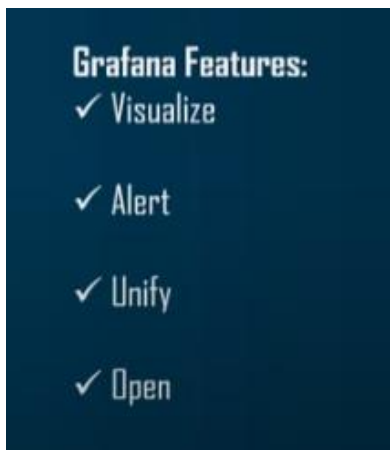 Grafana Features:
✓ Visualize
✓ Alert
✓ Unify
✓ Open